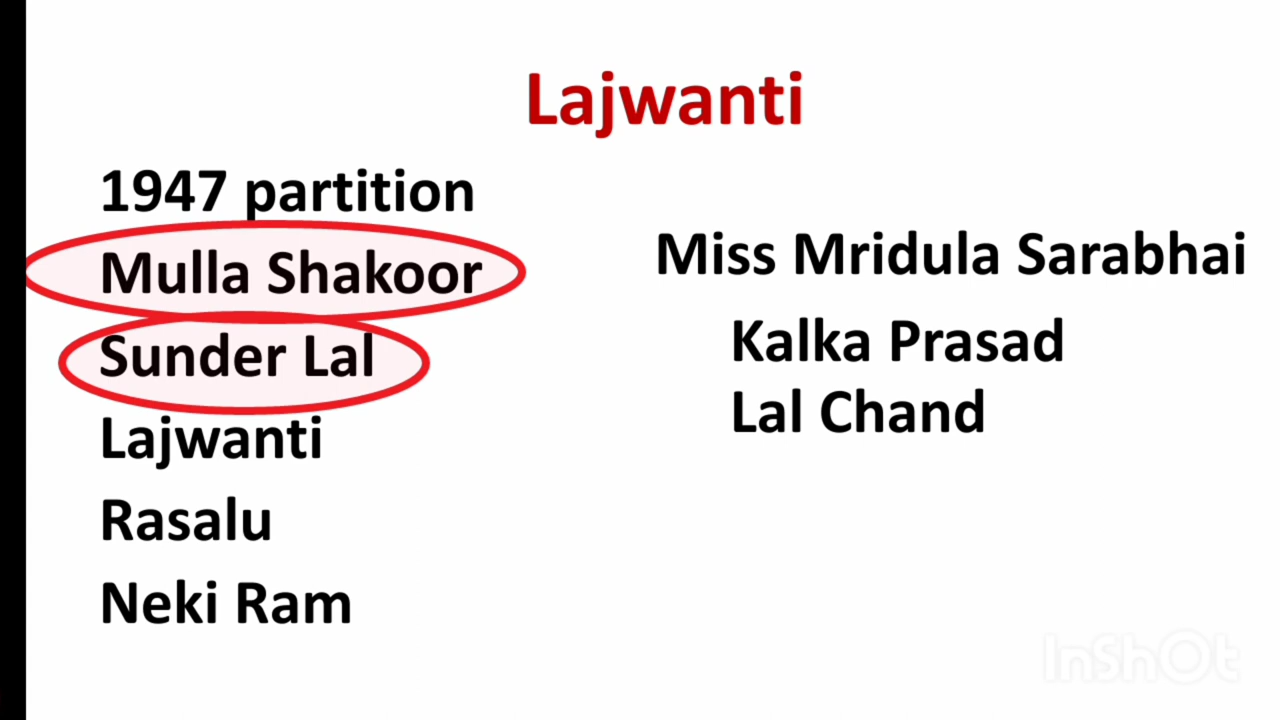 Lajwanti
1947 partition
Mulla Shakoor
Sunder Lal
Lajwanti
Rasalu
Neki Ram
Miss Mridula Sarabhai
Kalka Prasad
Lal Chand
InShOt